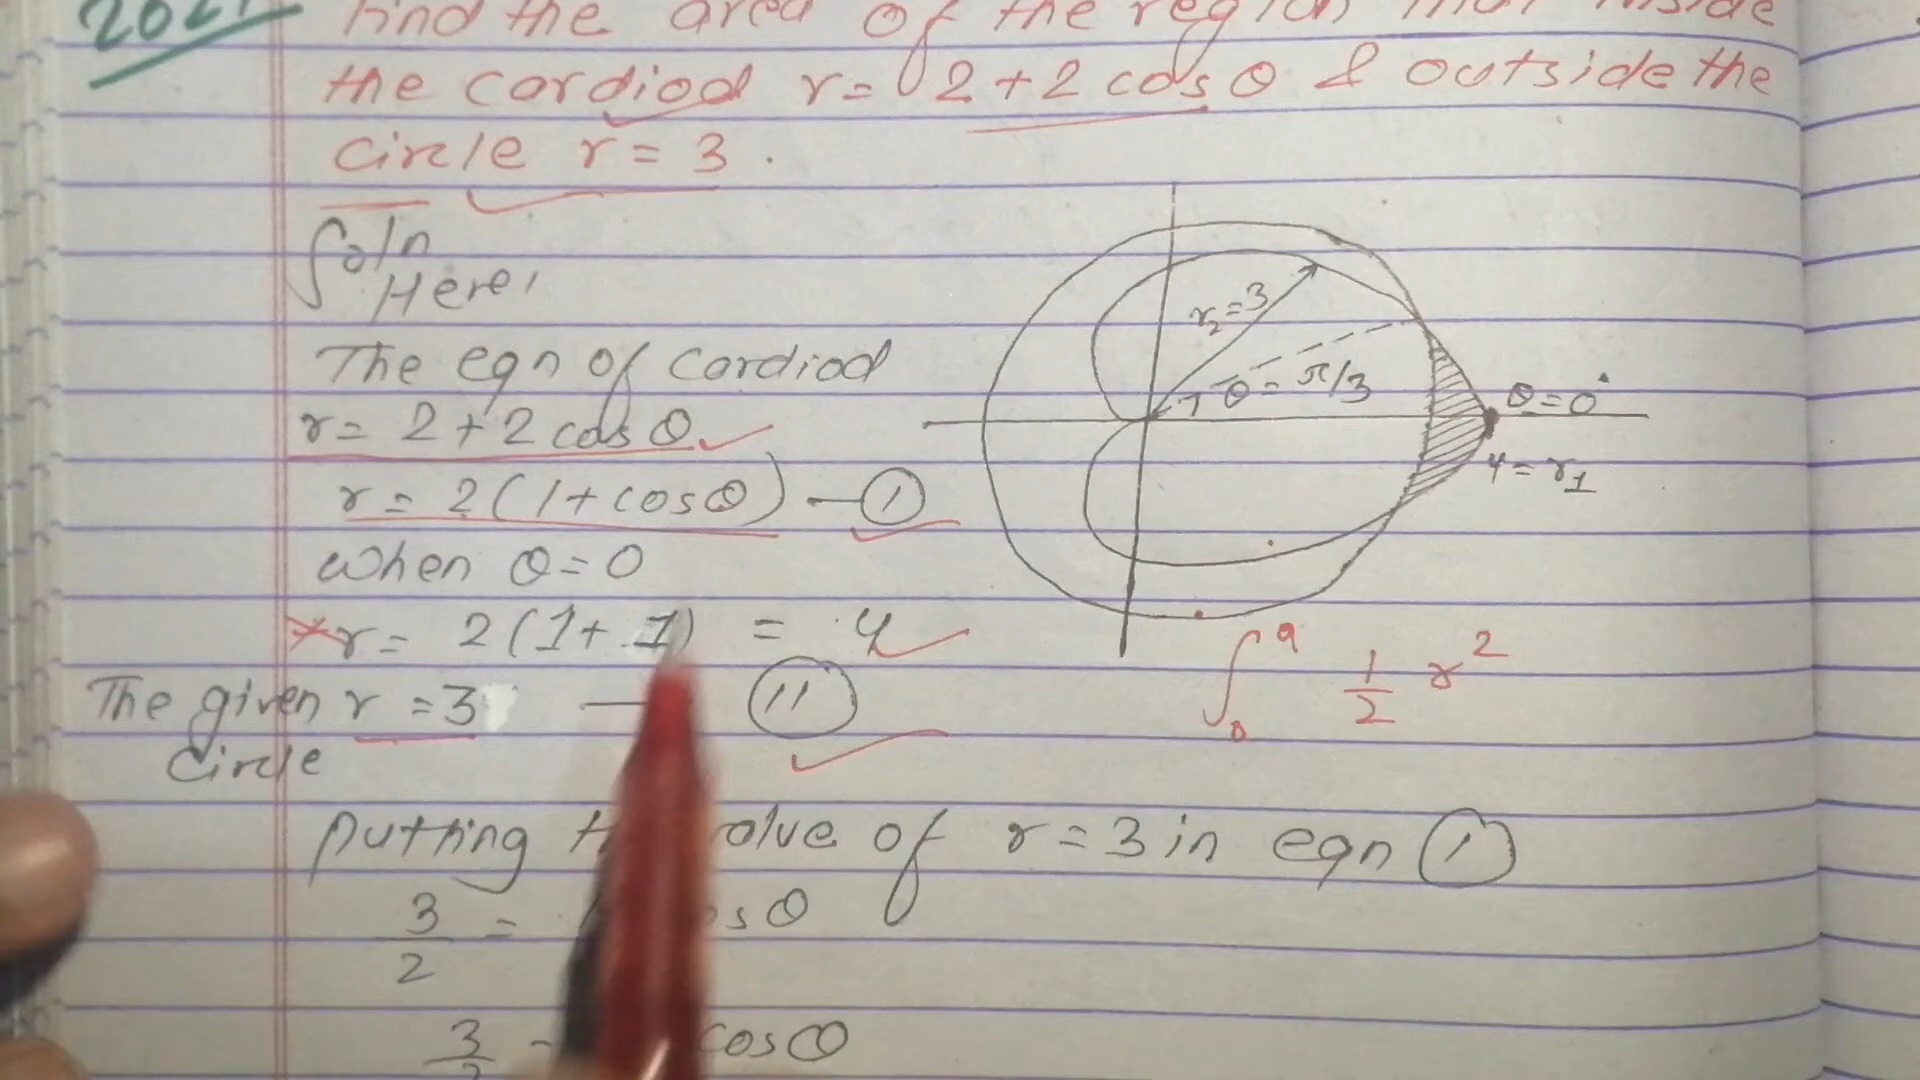 Find the area of the region that inside
the cardiod r = 2 + 2 cos θ & outside the
circle r = 3 .
Soln
Here,
The eqn of cardiod
r = 2 + 2 cos θ
r = 2 ( 1 + cos θ ) — ①
when θ = 0
r = 2 ( 1 + 1 ) = 4
The given r = 3 — ⑪
Circle
putting of r = 3 in eqn ①
3/2 = θ
3 - cos θ
r₂ = 3
θ = π/3
θ = 0°
4 = r₁
∫ 1/2 r²